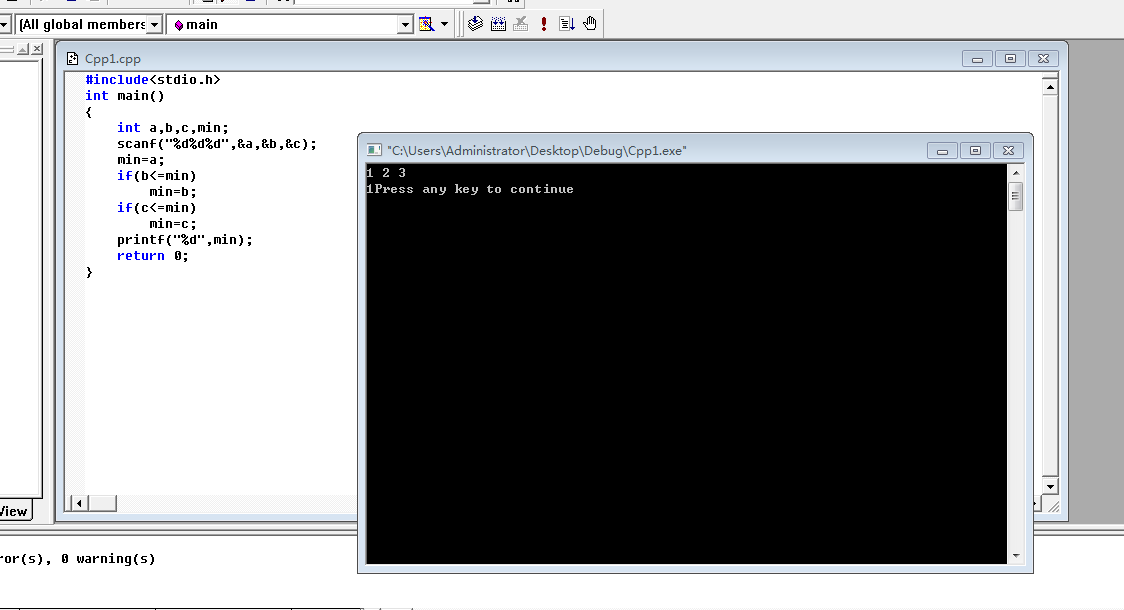 (All global members
main
Cpp1.cpp
#include<stdio.h>
int main()
{
int a,b,c,min;
scanf("%d%d%d",&a,&b,&c);
min=a;
if(b<=min)
min=b;
if(c<=min)
min=c;
printf("%d",min);
return 0;
}
"C:\Users\Administrator\Desktop\Debug\Cpp1.exe"
1 2 3
1Press any key to continue
View
ror(s), 0 warning(s)